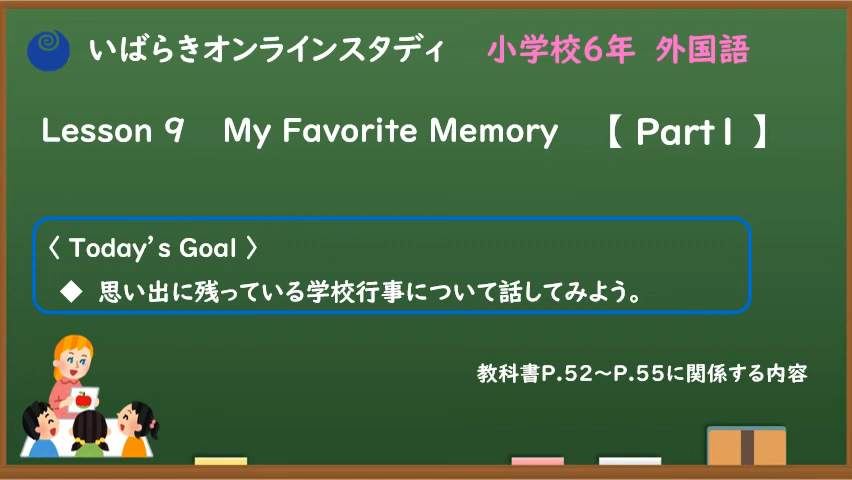 いばらきオンラインスタディ 小学校6年 外国語
Lesson 9 My Favorite Memory 【 Part1 】
〈 Today’s Goal 〉
◆ 思い出に残っている学校行事について話してみよう。
教科書P.52～P.55に関係する内容